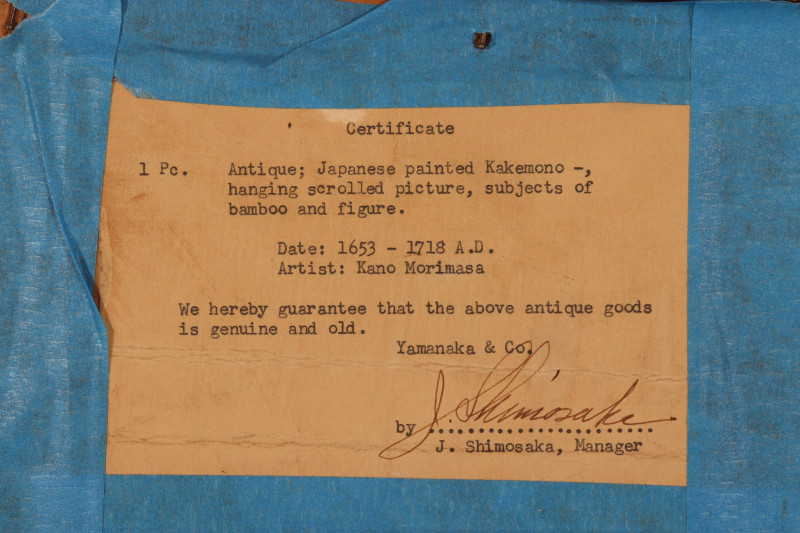 Certificate
1 Pc. Antique; Japanese painted Kakemono -,
hanging scrolled picture, subjects of
bamboo and figure.
Date: 1653 - 1718 A.D.
Artist: Kano Morimasa
We hereby guarantee that the above antique goods
is genuine and old.
Yamanaka & Co.
J. Shimosaka
by .......................
J. Shimosaka, Manager